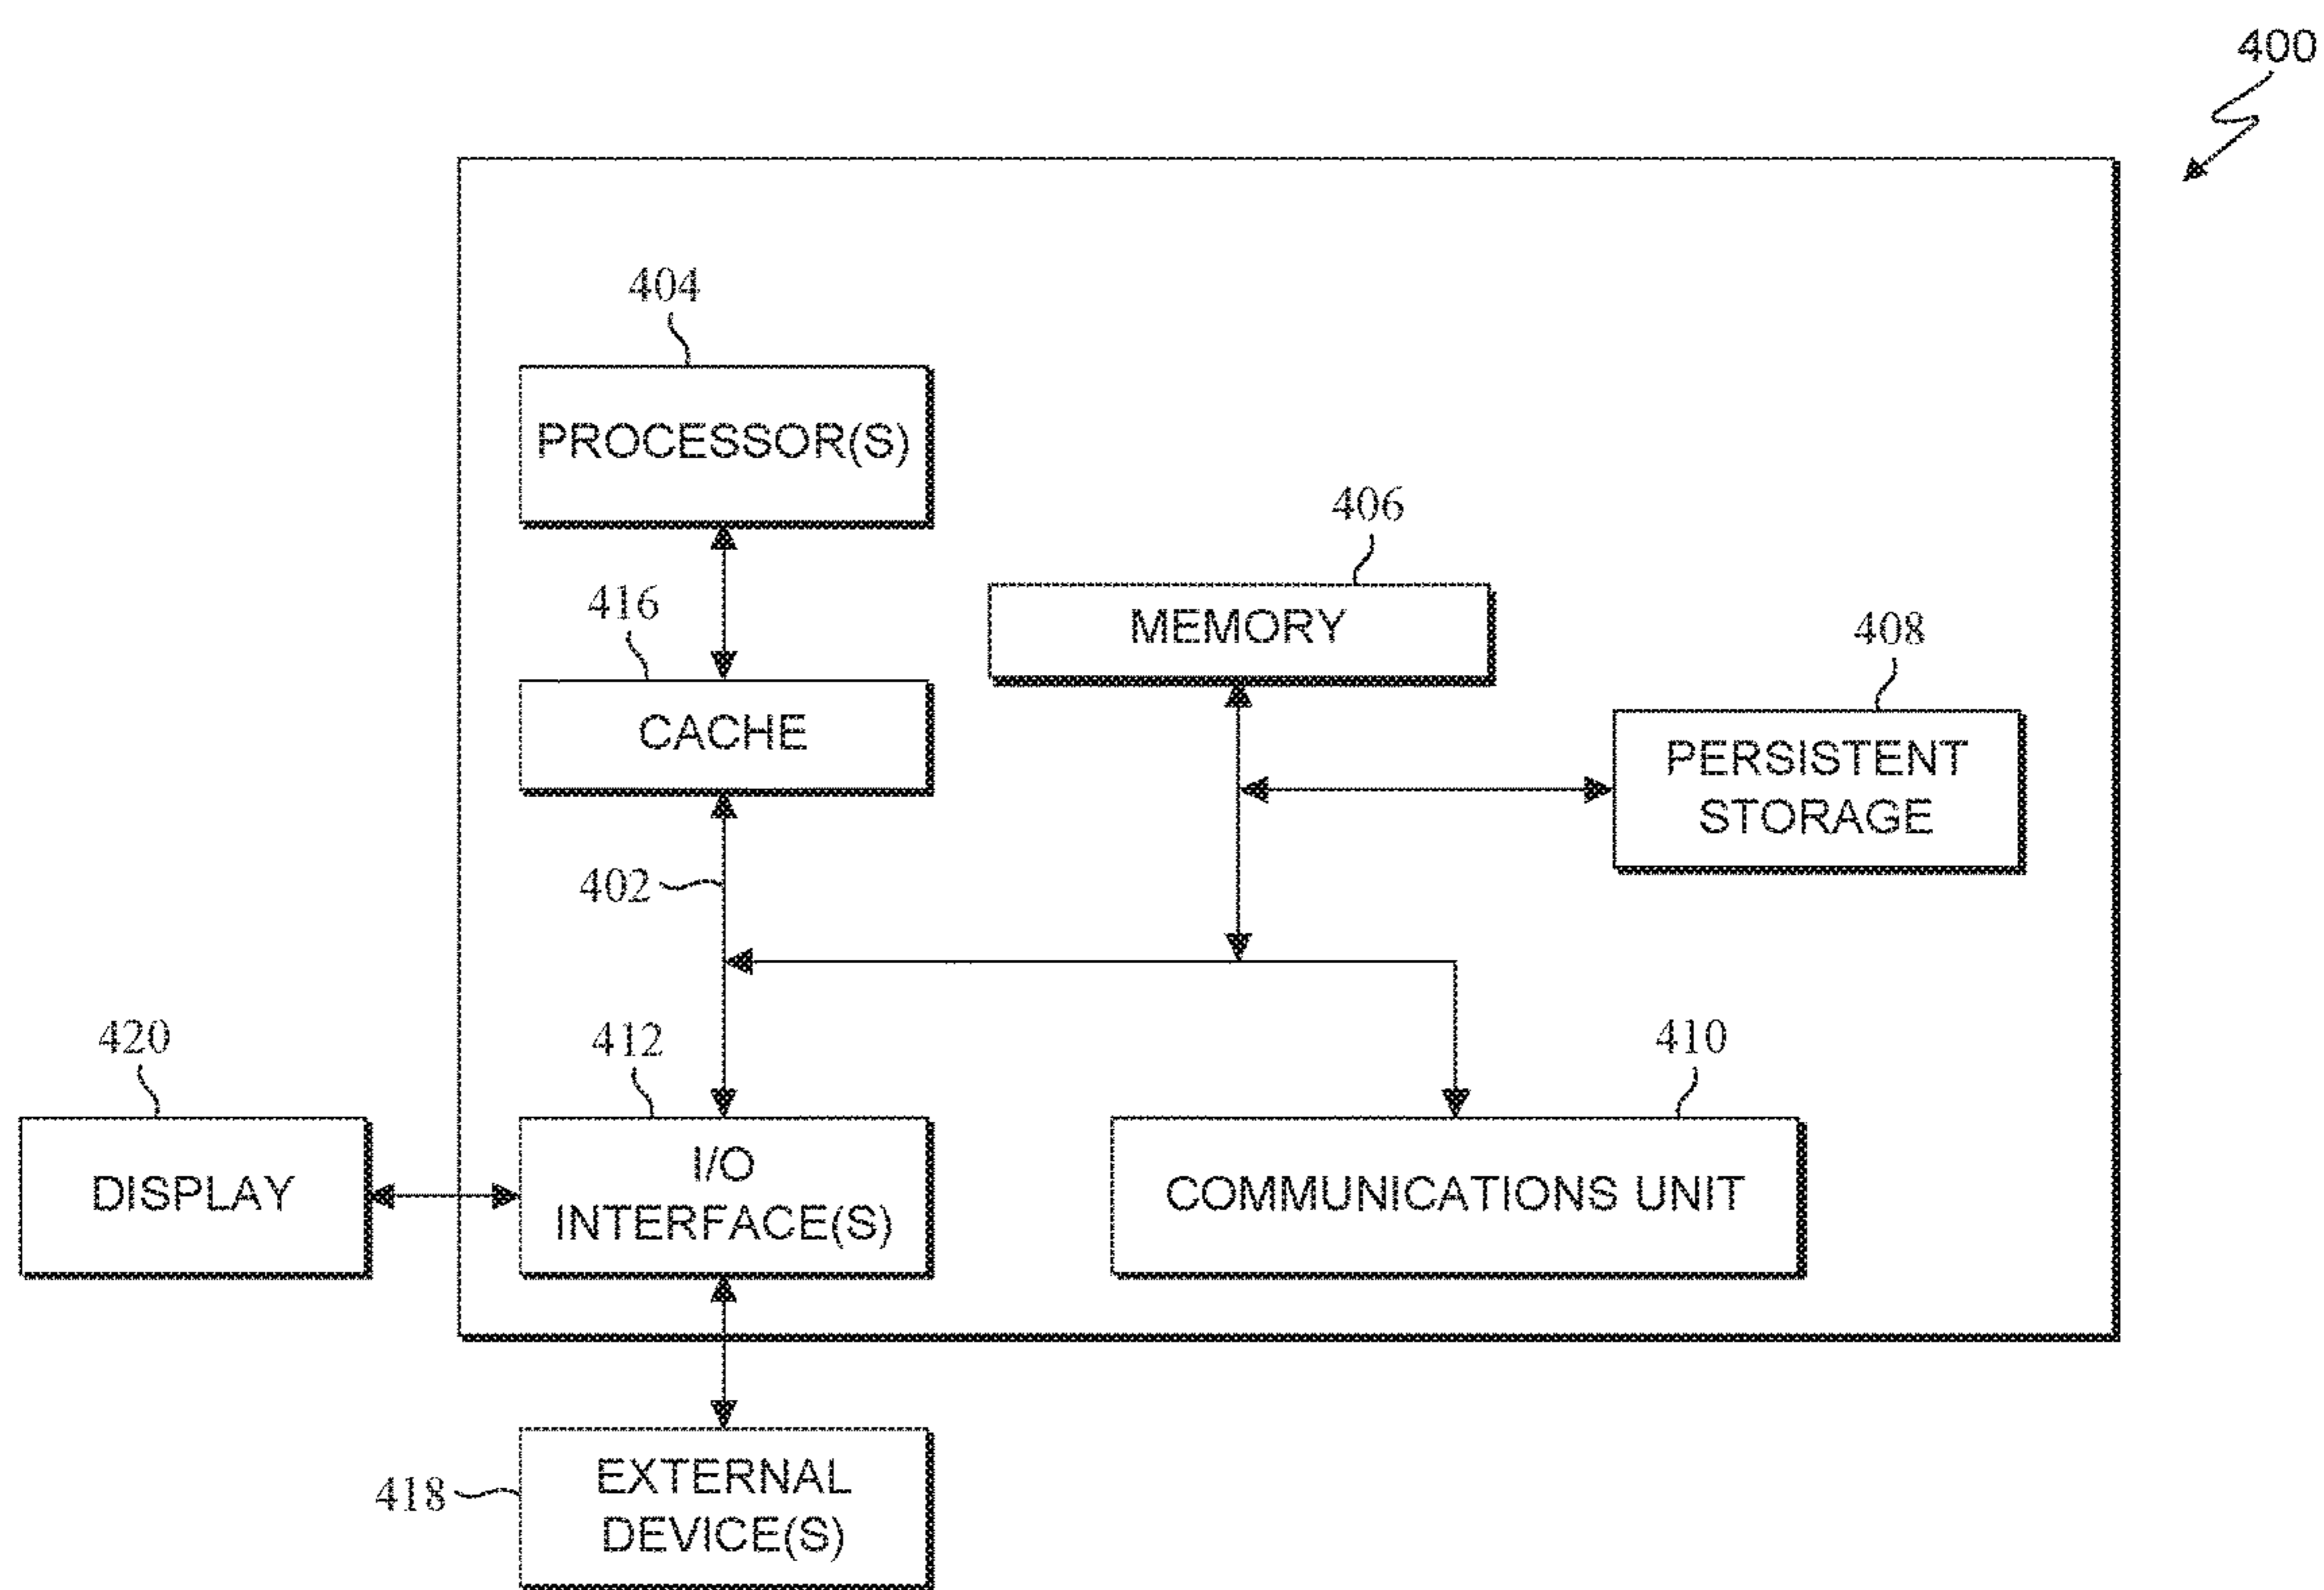 400
404
PROCESSOR(S)
406
416
MEMORY
408
CACHE
PERSISTENT
STORAGE
402
420
412
410
DISPLAY
I/O
INTERFACE(S)
COMMUNICATIONS UNIT
418
EXTERNAL
DEVICE(S)